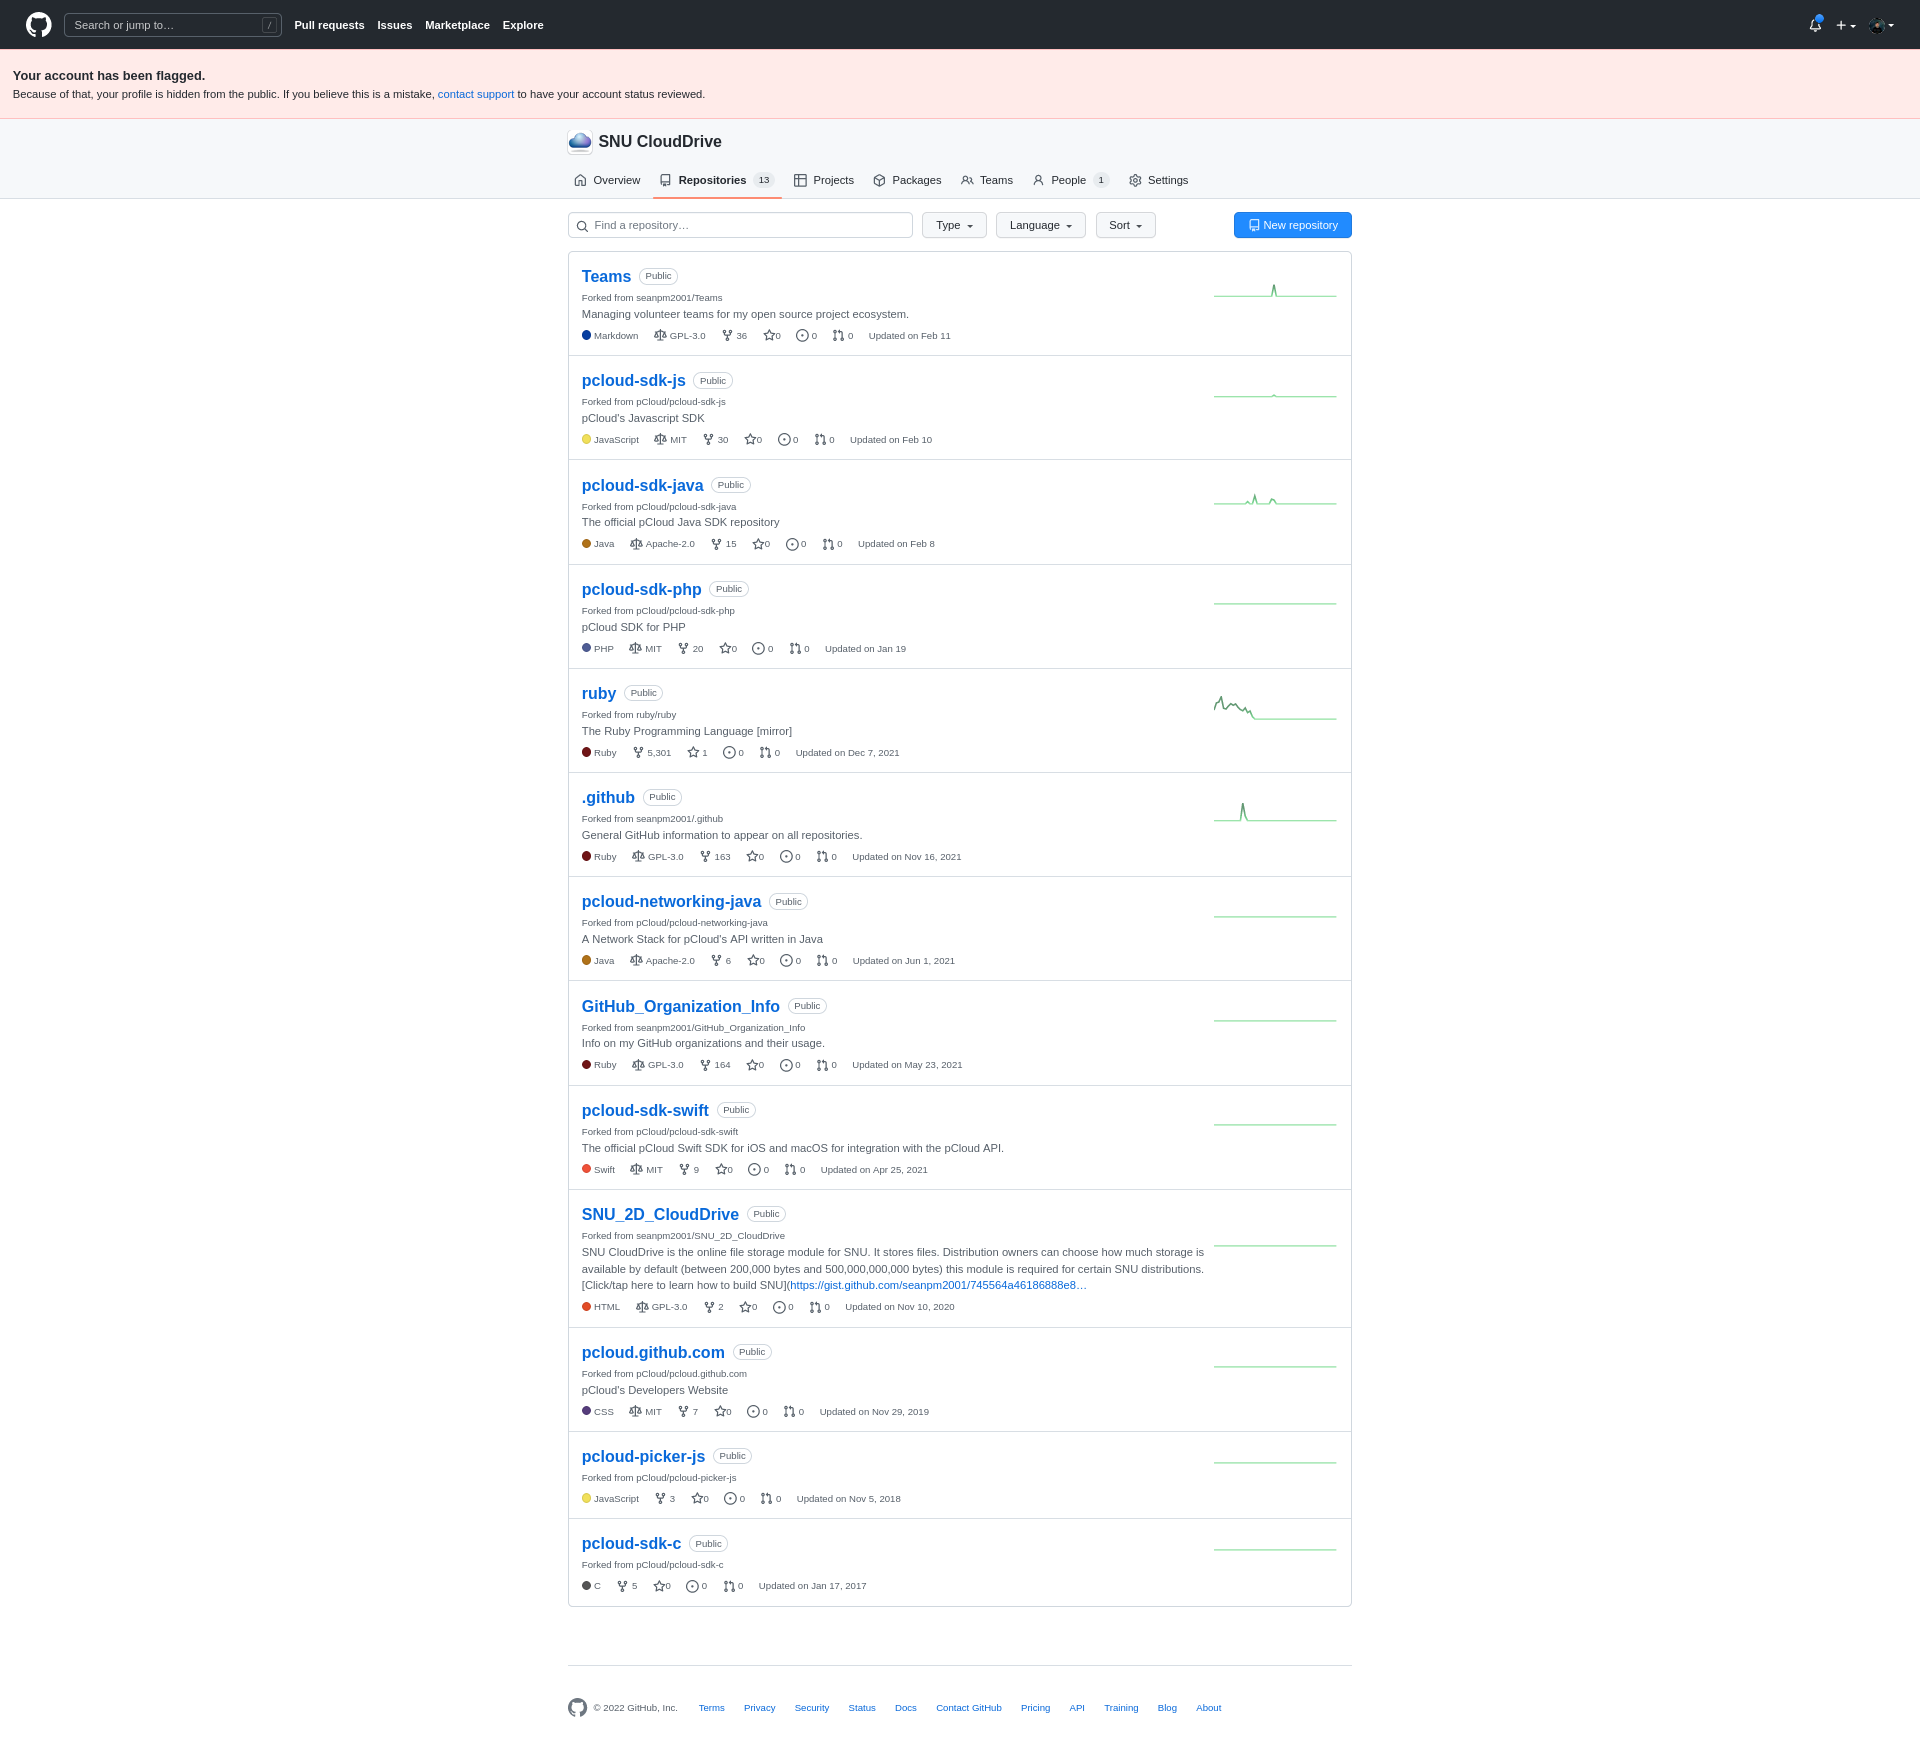 Search or jump to…
/
Pull requests Issues Marketplace Explore
Your account has been flagged.
Because of that, your profile is hidden from the public. If you believe this is a mistake, contact support to have your account status reviewed.
SNU CloudDrive
Overview Repositories 13 Projects Packages Teams People 1 Settings
Find a repository… Type Language Sort New repository
Teams Public
Forked from seanpm2001/Teams
Managing volunteer teams for my open source project ecosystem.
Markdown GPL-3.0 36 0 0 0 Updated on Feb 11
pcloud-sdk-js Public
Forked from pCloud/pcloud-sdk-js
pCloud's Javascript SDK
JavaScript MIT 30 0 0 0 Updated on Feb 10
pcloud-sdk-java Public
Forked from pCloud/pcloud-sdk-java
The official pCloud Java SDK repository
Java Apache-2.0 15 0 0 0 Updated on Feb 8
pcloud-sdk-php Public
Forked from pCloud/pcloud-sdk-php
pCloud SDK for PHP
PHP MIT 20 0 0 0 Updated on Jan 19
ruby Public
Forked from ruby/ruby
The Ruby Programming Language [mirror]
Ruby 5,301 1 0 0 Updated on Dec 7, 2021
.github Public
Forked from seanpm2001/.github
General GitHub information to appear on all repositories.
Ruby GPL-3.0 163 0 0 0 Updated on Nov 16, 2021
pcloud-networking-java Public
Forked from pCloud/pcloud-networking-java
A Network Stack for pCloud's API written in Java
Java Apache-2.0 6 0 0 0 Updated on Jun 1, 2021
GitHub_Organization_Info Public
Forked from seanpm2001/GitHub_Organization_Info
Info on my GitHub organizations and their usage.
Ruby GPL-3.0 164 0 0 0 Updated on May 23, 2021
pcloud-sdk-swift Public
Forked from pCloud/pcloud-sdk-swift
The official pCloud Swift SDK for iOS and macOS for integration with the pCloud API.
Swift MIT 9 0 0 0 Updated on Apr 25, 2021
SNU_2D_CloudDrive Public
Forked from seanpm2001/SNU_2D_CloudDrive
SNU CloudDrive is the online file storage module for SNU. It stores files. Distribution owners can choose how much storage is
available by default (between 200,000 bytes and 500,000,000,000 bytes) this module is required for certain SNU distributions.
[Click/tap here to learn how to build SNU](https://gist.github.com/seanpm2001/745564a46186888e8…
HTML GPL-3.0 2 0 0 0 Updated on Nov 10, 2020
pcloud.github.com Public
Forked from pCloud/pcloud.github.com
pCloud's Developers Website
CSS MIT 7 0 0 0 Updated on Nov 29, 2019
pcloud-picker-js Public
Forked from pCloud/pcloud-picker-js
JavaScript 3 0 0 0 Updated on Nov 5, 2018
pcloud-sdk-c Public
Forked from pCloud/pcloud-sdk-c
C 5 0 0 0 Updated on Jan 17, 2017
© 2022 GitHub, Inc. Terms Privacy Security Status Docs Contact GitHub Pricing API Training Blog About